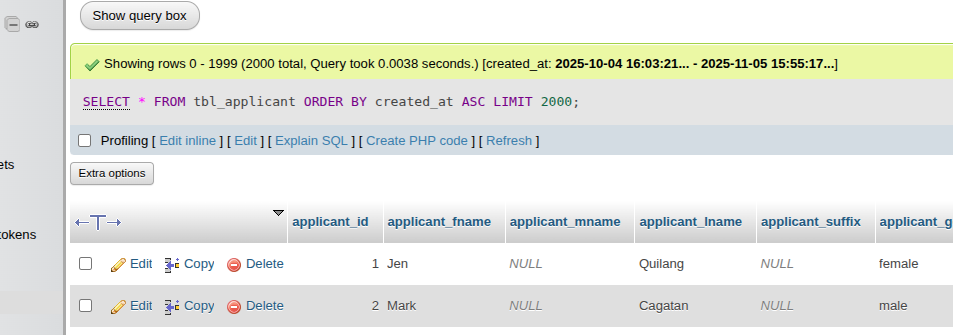 Show query box
Showing rows 0 - 1999 (2000 total, Query took 0.0038 seconds.) [created_at: 2025-10-04 16:03:21... - 2025-11-05 15:55:17...]
SELECT * FROM tbl_applicant ORDER BY created_at ASC LIMIT 2000;
Profiling [ Edit inline ] [ Edit ] [ Explain SQL ] [ Create PHP code ] [ Refresh ]
ets
Extra options
tokens
applicant_id applicant_fname applicant_mname applicant_lname applicant_suffix applicant_g
Edit Copy Delete 1 Jen NULL Quilang NULL female
Edit Copy Delete 2 Mark NULL Cagatan NULL male